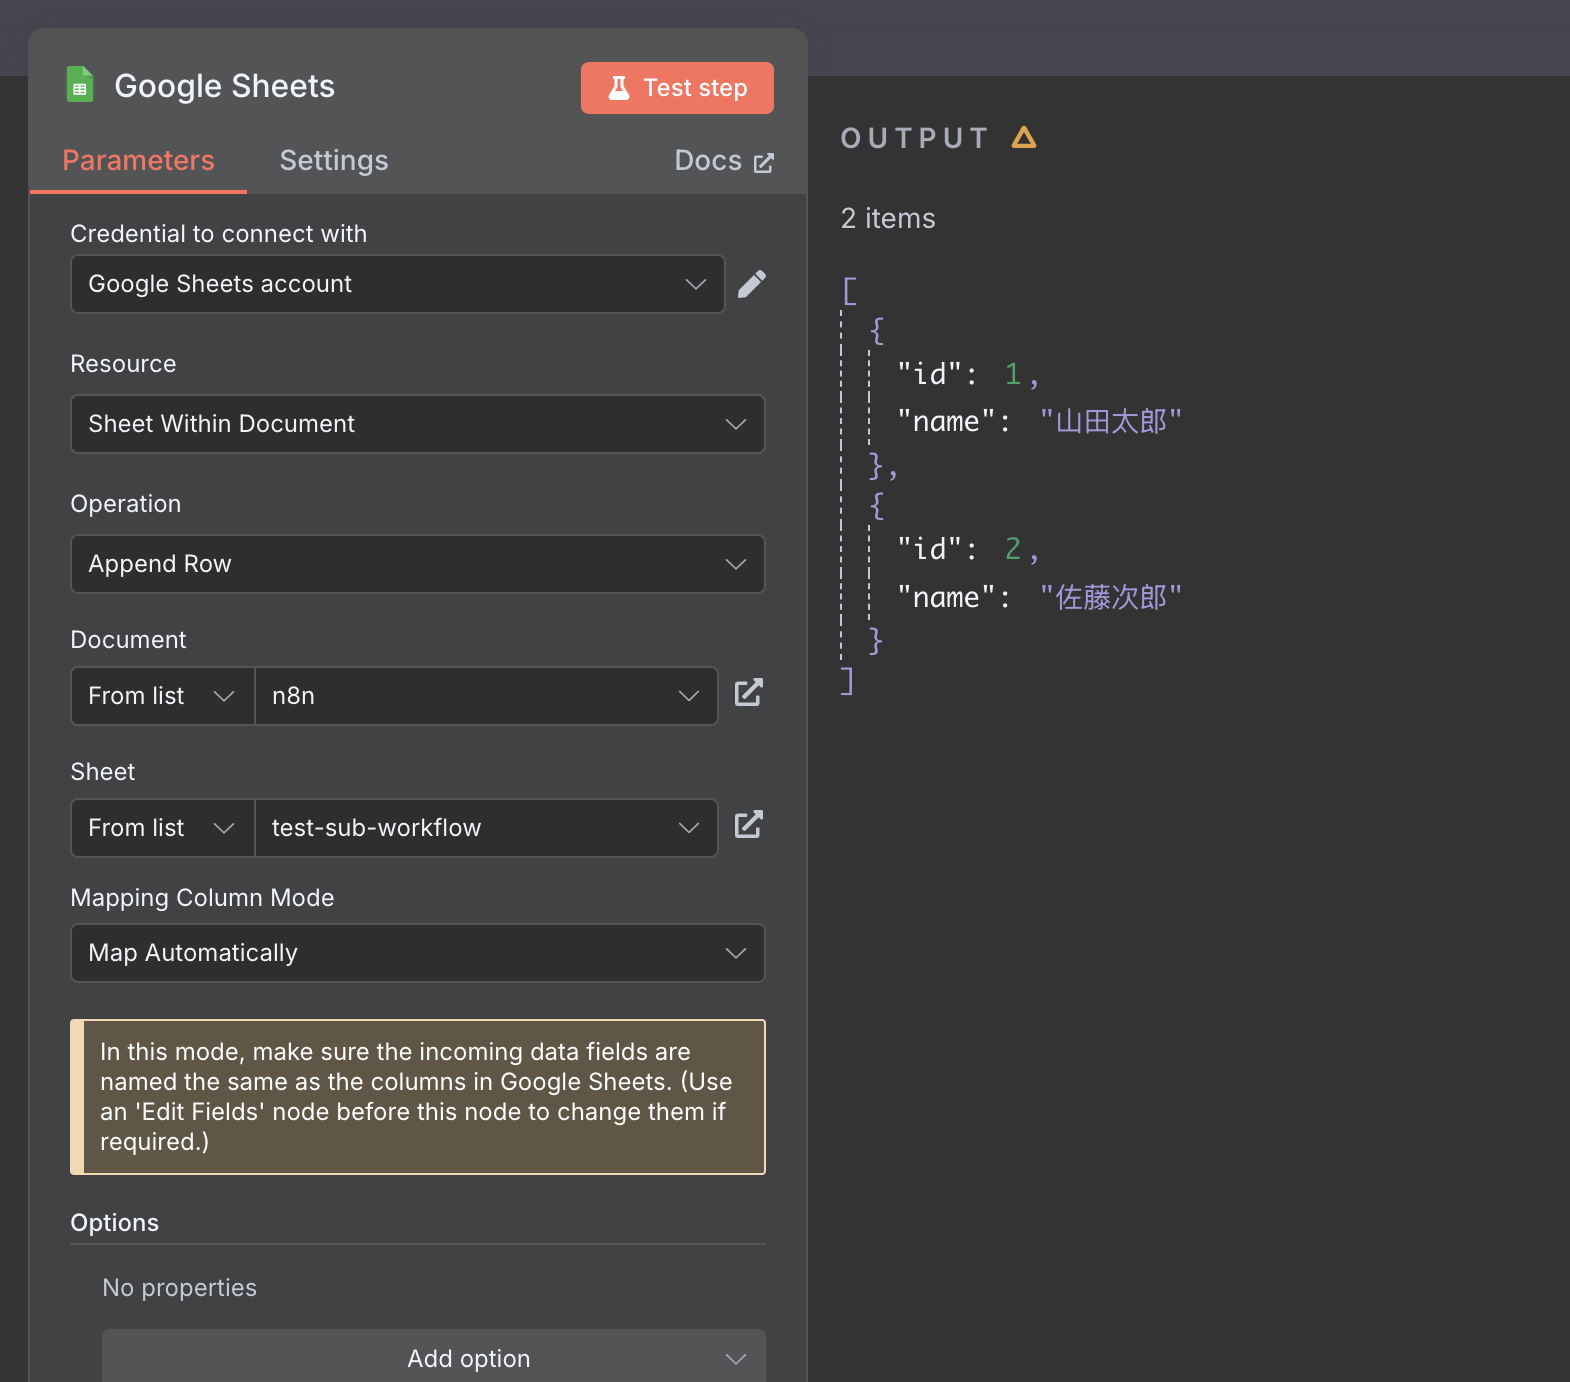 Google Sheets
Test step
Parameters
Settings
Docs
Credential to connect with
Google Sheets account
Resource
Sheet Within Document
Operation
Append Row
Document
From list
n8n
Sheet
From list
test-sub-workflow
Mapping Column Mode
Map Automatically
In this mode, make sure the incoming data fields are
named the same as the columns in Google Sheets. (Use
an 'Edit Fields' node before this node to change them if
required.)
Options
No properties
Add option
OUTPUT
2 items
[
{
"id": 1,
"name": "山田太郎"
},
{
"id": 2,
"name": "佐藤次郎"
}
]